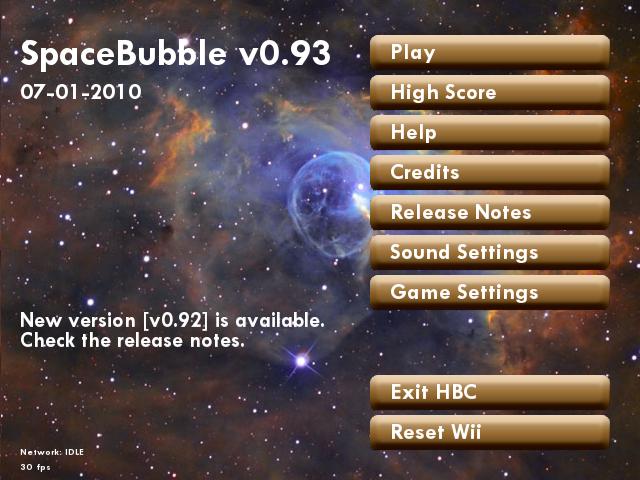 SpaceBubble v0.93
07-01-2010
Play
High Score
Help
Credits
Release Notes
Sound Settings
Game Settings
New version [v0.92] is available.
Check the release notes.
Exit HBC
Reset Wii
Network: IDLE
30 fps